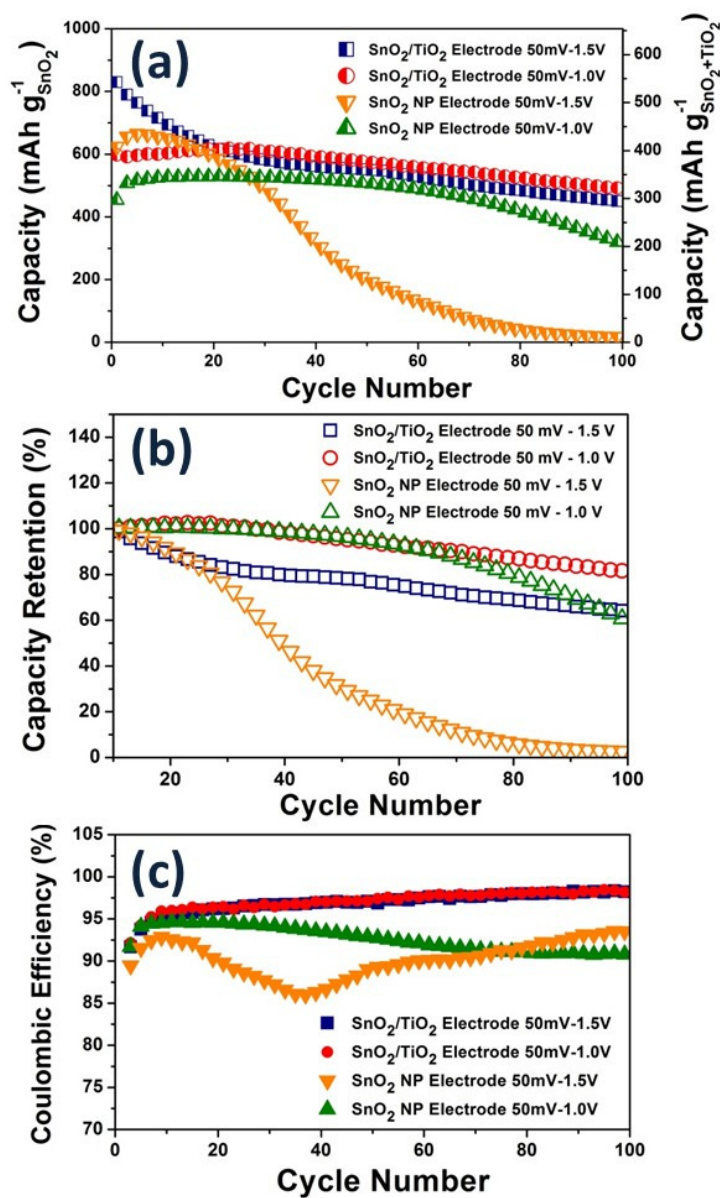 (a)
SnO2/TiO2 Electrode 50mV-1.5V
SnO2/TiO2 Electrode 50mV-1.0V
SnO2 NP Electrode 50mV-1.5V
SnO2 NP Electrode 50mV-1.0V
Capacity (mAh g-1SnO2)
1000
800
600
400
200
0
Capacity (mAh g-1SnO2+TiO2)
600
500
400
300
200
100
0
0 20 40 60 80 100
Cycle Number
(b)
SnO2/TiO2 Electrode 50 mV - 1.5 V
SnO2/TiO2 Electrode 50 mV - 1.0 V
SnO2 NP Electrode 50 mV - 1.5 V
SnO2 NP Electrode 50 mV - 1.0 V
Capacity Retention (%)
140
120
100
80
60
40
20
0
20 40 60 80 100
Cycle Number
(c)
Coulombic Efficiency (%)
105
100
95
90
85
80
75
70
SnO2/TiO2 Electrode 50mV-1.5V
SnO2/TiO2 Electrode 50mV-1.0V
SnO2 NP Electrode 50mV-1.5V
SnO2 NP Electrode 50mV-1.0V
0 20 40 60 80 100
Cycle Number